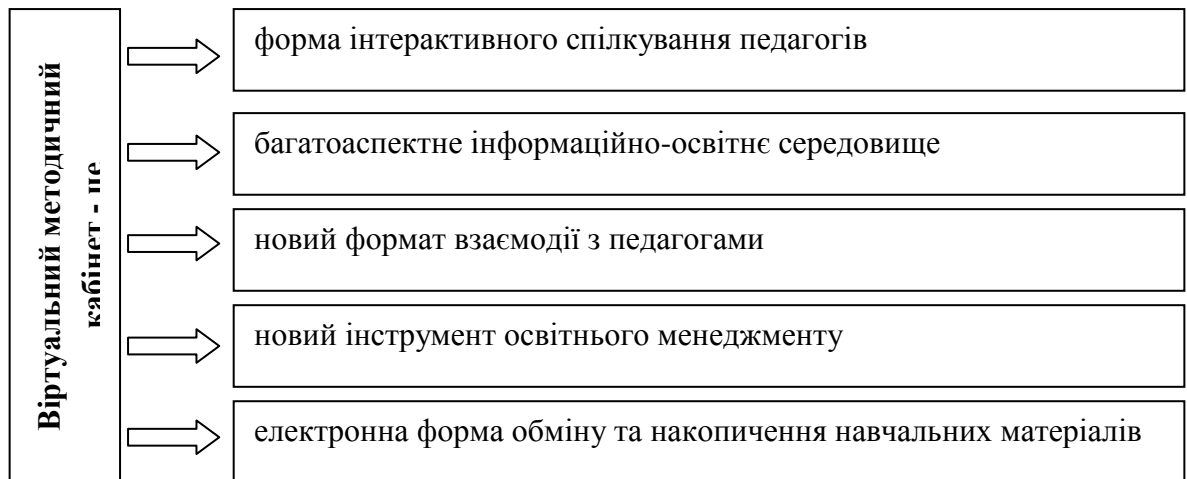 Віртуальний методичний
кабінет - це
форма інтерактивного спілкування педагогів
багатоаспектне інформаційно-освітнє середовище
новий формат взаємодії з педагогами
новий інструмент освітнього менеджменту
електронна форма обміну та накопичення навчальних матеріалів